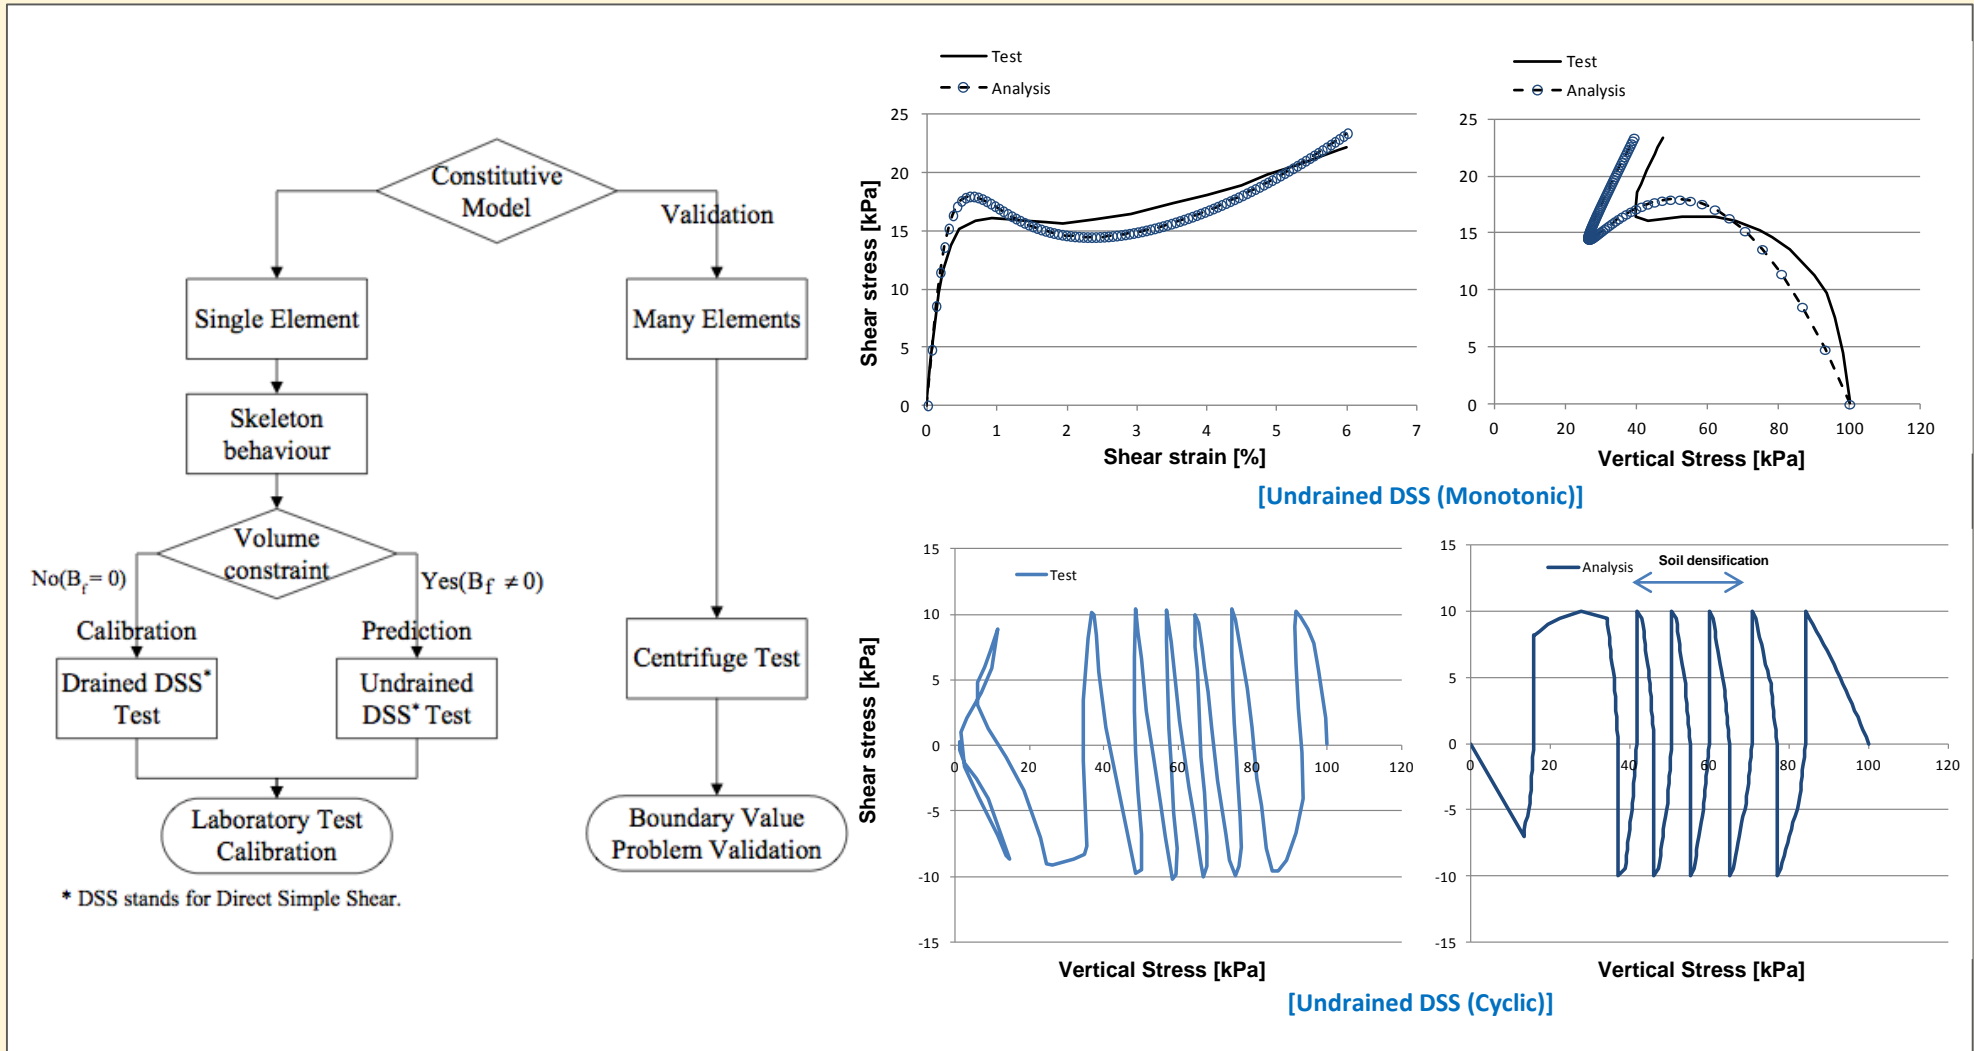 Constitutive
Model
Validation
Single Element
Many Elements
Skeleton
behaviour
Volume
constraint
No(B_f = 0)
Yes(B_f ≠ 0)
Calibration
Prediction
Drained DSS*
Test
Undrained
DSS* Test
Centrifuge Test
Laboratory Test
Calibration
Boundary Value
Problem Validation
* DSS stands for Direct Simple Shear.
Test
Analysis
25
20
15
10
5
0
0 1 2 3 4 5 6 7
Shear stress [kPa]
Shear strain [%]
Test
Analysis
25
20
15
10
5
0
0 20 40 60 80 100 120
Vertical Stress [kPa]
[Undrained DSS (Monotonic)]
Test
15
10
5
0
-5
-10
-15
0 20 40 60 80 100 120
Shear stress [kPa]
Vertical Stress [kPa]
Analysis
Soil densification
15
10
5
0
-5
-10
-15
0 20 40 60 80 100 120
Vertical Stress [kPa]
[Undrained DSS (Cyclic)]